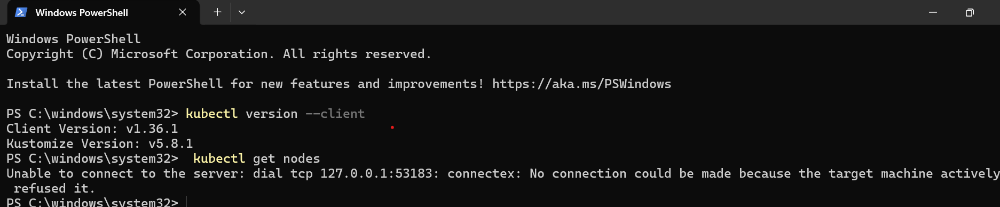 Windows PowerShell
Windows PowerShell
Copyright (C) Microsoft Corporation. All rights reserved.
Install the latest PowerShell for new features and improvements! https://aka.ms/PSWindows
PS C:\windows\system32> kubectl version --client
Client Version: v1.36.1
Kustomize Version: v5.8.1
PS C:\windows\system32>  kubectl get nodes
Unable to connect to the server: dial tcp 127.0.0.1:53183: connectex: No connection could be made because the target machine actively
 refused it.
PS C:\windows\system32>